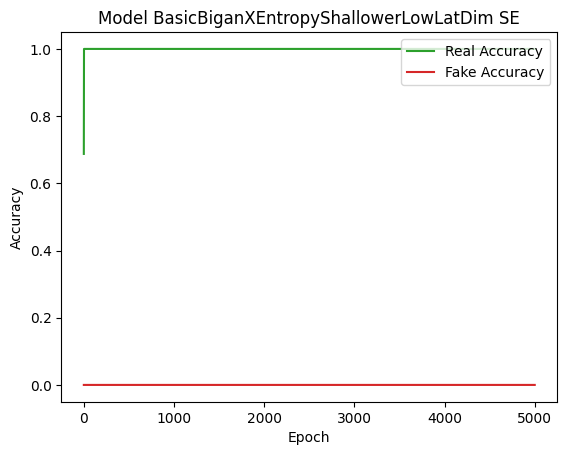 Model BasicBiganXEntropyShallowerLowLatDim SE
Real Accuracy
Fake Accuracy
Accuracy
1.0
0.8
0.6
0.4
0.2
0.0
0 1000 2000 3000 4000 5000
Epoch